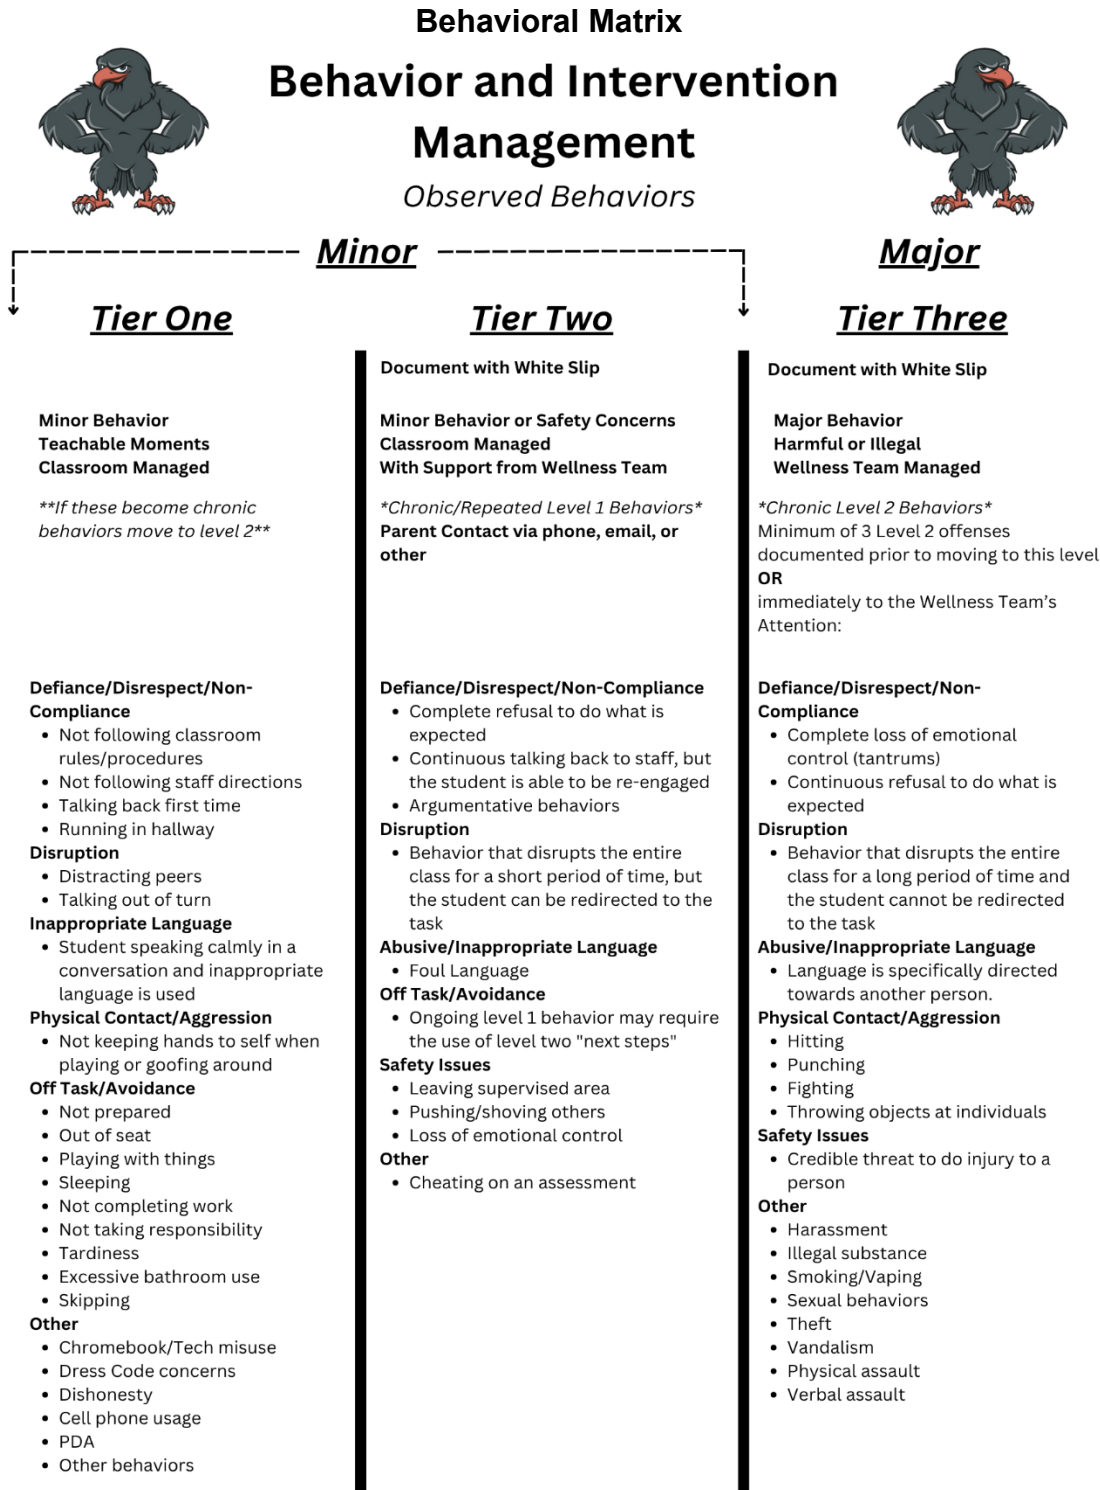 Behavioral Matrix
Behavior and Intervention
Management
Observed Behaviors
Minor
Major
Tier One
Minor Behavior
Teachable Moments
Classroom Managed
**If these become chronic
behaviors move to level 2**
Defiance/Disrespect/Non-
Compliance
• Not following classroom
rules/procedures
• Not following staff directions
• Talking back first time
• Running in hallway
Disruption
• Distracting peers
• Talking out of turn
Inappropriate Language
• Student speaking calmly in a
conversation and inappropriate
language is used
Physical Contact/Aggression
• Not keeping hands to self when
playing or goofing around
Off Task/Avoidance
• Not prepared
• Out of seat
• Playing with things
• Sleeping
• Not completing work
• Not taking responsibility
• Tardiness
• Excessive bathroom use
• Skipping
Other
• Chromebook/Tech misuse
• Dress Code concerns
• Dishonesty
• Cell phone usage
• PDA
• Other behaviors
Tier Two
Document with White Slip
Minor Behavior or Safety Concerns
Classroom Managed
With Support from Wellness Team
*Chronic/Repeated Level 1 Behaviors*
Parent Contact via phone, email, or
other
Defiance/Disrespect/Non-Compliance
• Complete refusal to do what is
expected
• Continuous talking back to staff, but
the student is able to be re-engaged
• Argumentative behaviors
Disruption
• Behavior that disrupts the entire
class for a short period of time, but
the student can be redirected to the
task
Abusive/Inappropriate Language
• Foul Language
Off Task/Avoidance
• Ongoing level 1 behavior may require
the use of level two "next steps"
Safety Issues
• Leaving supervised area
• Pushing/shoving others
• Loss of emotional control
Other
• Cheating on an assessment
Tier Three
Document with White Slip
Major Behavior
Harmful or Illegal
Wellness Team Managed
*Chronic Level 2 Behaviors*
Minimum of 3 Level 2 offenses
documented prior to moving to this level
OR
immediately to the Wellness Team's
Attention:
Defiance/Disrespect/Non-
Compliance
• Complete loss of emotional
control (tantrums)
• Continuous refusal to do what is
expected
Disruption
• Behavior that disrupts the entire
class for a long period of time and
the student cannot be redirected
to the task
Abusive/Inappropriate Language
• Language is specifically directed
towards another person.
Physical Contact/Aggression
• Hitting
• Punching
• Fighting
• Throwing objects at individuals
Safety Issues
• Credible threat to do injury to a
person
Other
• Harassment
• Illegal substance
• Smoking/Vaping
• Sexual behaviors
• Theft
• Vandalism
• Physical assault
• Verbal assault